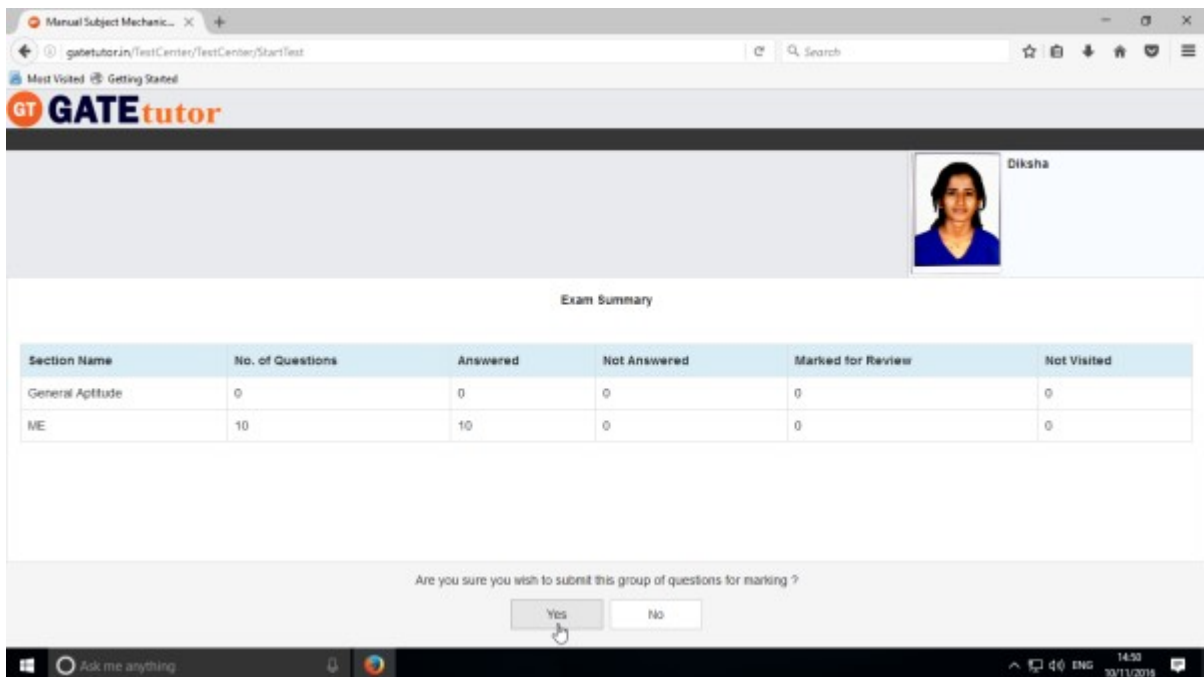 Manual Subject Mechanic...
gatetutor.in/TestCenter/TestCenter/StartTest
Search
Most Visited Getting Started
GT GATEtutor
Diksha
Exam Summary
Section Name No. of Questions Answered Not Answered Marked for Review Not Visited
General Aptitude 0 0 0 0 0
ME 10 10 0 0 0
Are you sure you wish to submit this group of questions for marking ?
Yes No
Ask me anything ENG 14:50
10/11/2016